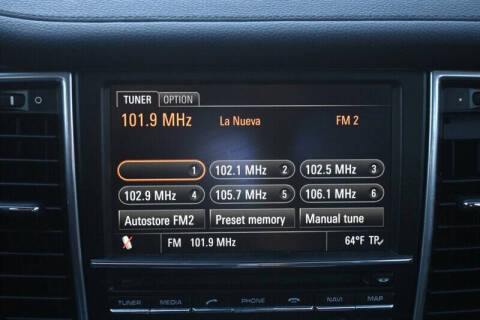 TUNER OPTION
101.9 MHz La Nueva FM 2
1 102.1 MHz 2 102.5 MHz 3
102.9 MHz 4 105.7 MHz 5 106.1 MHz 6
Autostore FM2 Preset memory Manual tune
FM 101.9 MHz 64°F TP
TUNER MEDIA PHONE NAVI MAP